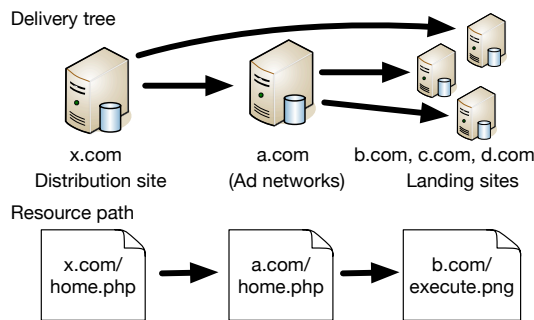 Delivery tree
x.com
a.com
b.com, c.com, d.com
Distribution site
(Ad networks)
Landing sites
Resource path
x.com/
home.php
a.com/
home.php
b.com/
execute.png